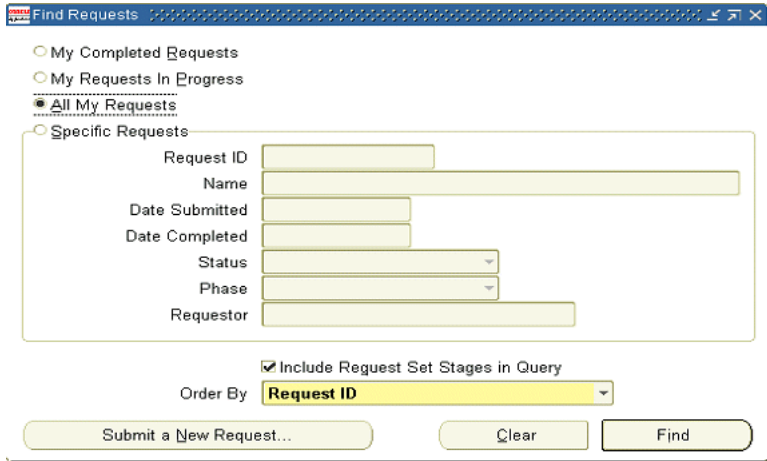 ORACLE
Find Requests
My Completed Requests
My Requests In Progress
All My Requests
Specific Requests
Request ID
Name
Date Submitted
Date Completed
Status
Phase
Requestor
Include Request Set Stages in Query
Order By Request ID
Submit a New Request... Clear Find